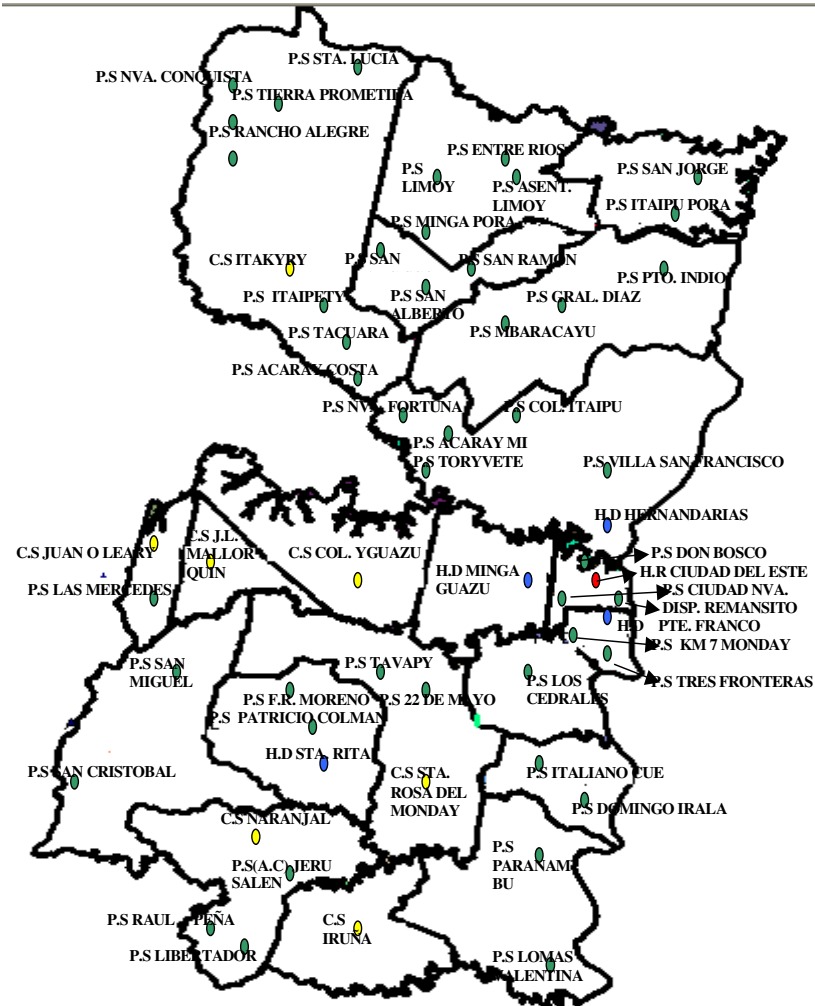 P.S STA. LUCIA
P.S NVA. CONQUISTA
P.S TIERRA PROMETIDA
P.S RANCHO ALEGRE
P.S ENTRE RIOS
P.S
LIMOY
P.S ASENT.
LIMOY
P.S SAN JORGE
P.S ITAIPU PORA
P.S MINGA PORA
C.S ITAKYRY
P.S SAN
P.S SAN RAMON
P.S PTO. INDIO
P.S ITAIPETY
P.S SAN
ALBERTO
P.S GRAL. DIAZ
P.S TACUARA
P.S MBARACAYU
P.S ACARAY COSTA
P.S NVA. FORTUNA
P.S COL. ITAIPU
P.S ACARAY MI
P.S TORYVETE
P.S VILLA SAN FRANCISCO
H.D HERNANDARIAS
C.S JUAN O LEARY
C.S J.L.
MALLOR
QUIN
C.S COL. YGUAZU
H.D MINGA
GUAZU
P.S DON BOSCO
H.R CIUDAD DEL ESTE
P.S CIUDAD NVA.
DISP. REMANSITO
P.S LAS MERCEDES
H.D PTE. FRANCO
P.S KM 7 MONDAY
P.S TRES FRONTERAS
P.S SAN
MIGUEL
P.S TAVAPY
P.S F.R. MORENO
P.S 22 DE MAYO
P.S LOS
CEDRALES
P.S PATRICIO COLMAN
H.D STA. RITA
P.S SAN CRISTOBAL
C.S STA.
ROSA DEL
MONDAY
P.S ITALIANO CUE
P.S DOMINGO IRALA
C.S NARANJAL
P.S(A.C) JERU
SALEN
P.S
PARANAM
BU
P.S RAUL PEÑA
P.S LIBERTADOR
C.S
IRUÑA
P.S LOMAS
VALENTINA